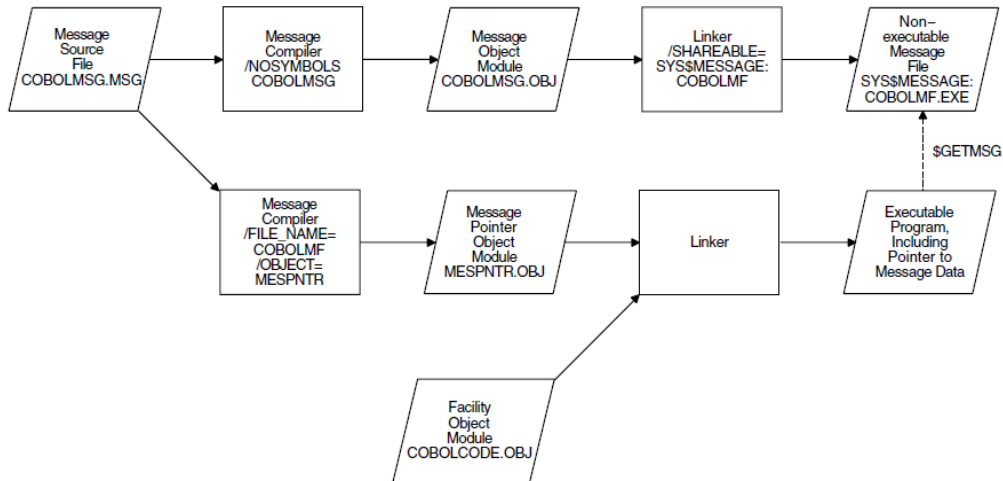 Message
Source
File
COBOLMSG.MSG
Message
Compiler
/NOSYMBOLS
COBOLMSG
Message
Object
Module
COBOLMSG.OBJ
Linker
/SHAREABLE=
SYS$MESSAGE:
COBOLMF
Non−
executable
Message
File
SYS$MESSAGE:
COBOLMF.EXE
$GETMSG
Message
Compiler
/FILE_NAME=
COBOLMF
/OBJECT=
MESPNTR
Message
Pointer
Object
Module
MESPNTR.OBJ
Linker
Executable
Program,
Including
Pointer to
Message Data
Facility
Object
Module
COBOLCODE.OBJ